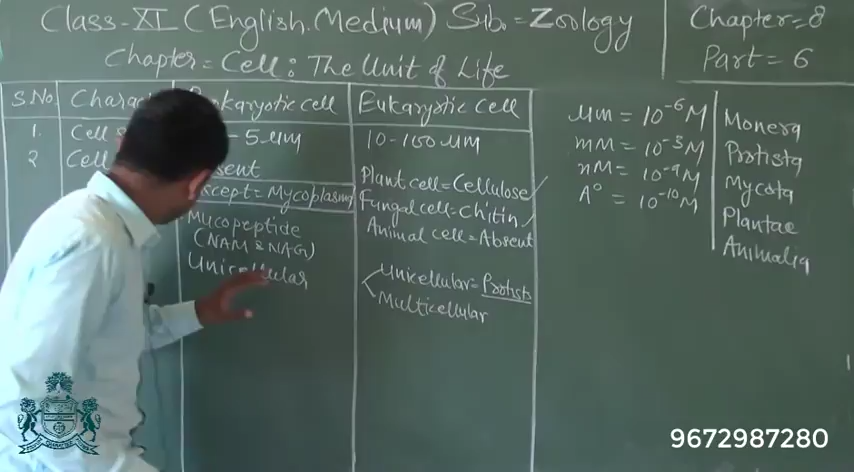 Class-XI (English Medium) Sub. = Zoology
Chapter = Cell: The Unit of Life
Chapter=8
Part = 6
S.No. Eukaryotic cell
1. Cell - 5 μm 10-100 μm
2 Cell
Plant cell=Cellulose
Except=Mycoplasma Fungal cell=Chitin
Mucopeptide Animal cell=Absent
(NAM & NAG)
Unicellular Unicellular=Protists
Multicellular
μm = 10-6 M
mM = 10-3 M
nM = 10-9 M
A° = 10-10 M
Monera
Protista
Mycota
Plantae
Animalia
9672987280